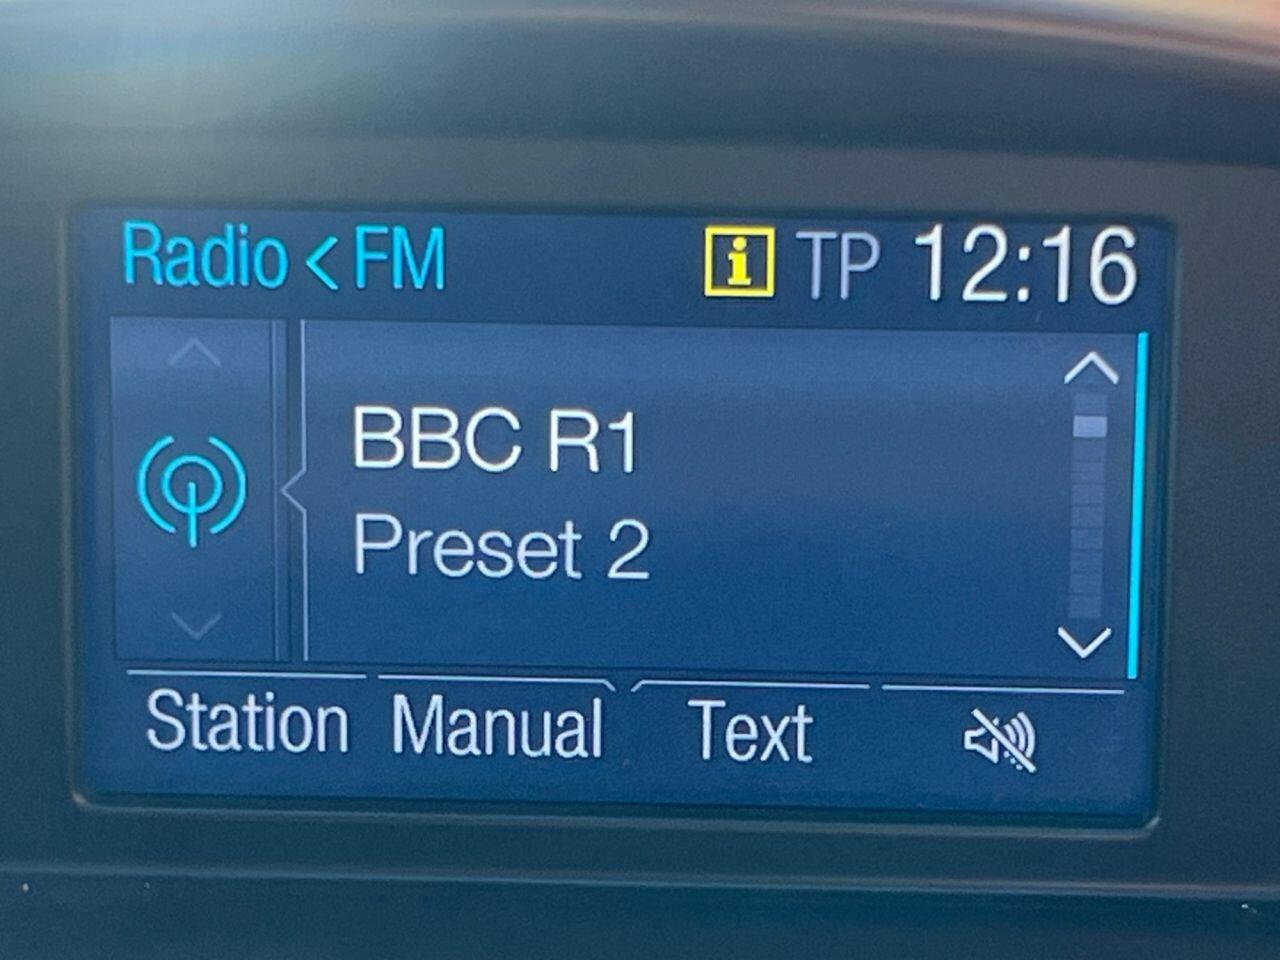 Radio < FM i TP 12:16
BBC R1
Preset 2
Station Manual Text